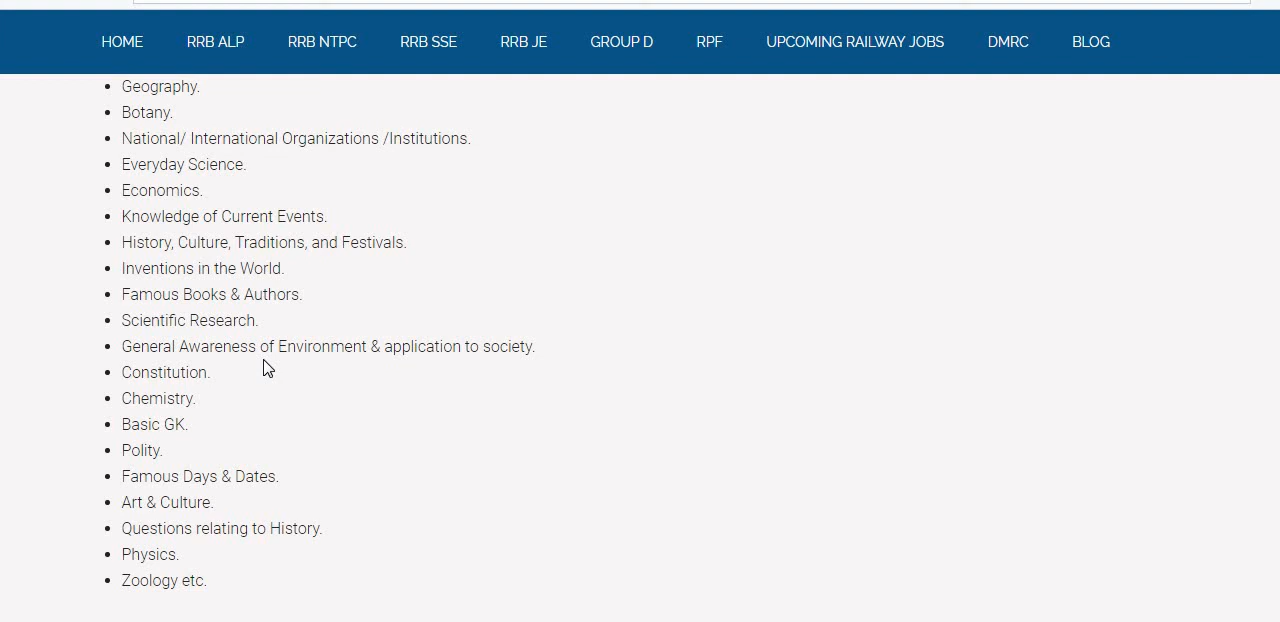 HOME RRB ALP RRB NTPC RRB SSE RRB JE GROUP D RPF UPCOMING RAILWAY JOBS DMRC BLOG
Geography.
Botany.
National/ International Organizations /Institutions.
Everyday Science.
Economics.
Knowledge of Current Events.
History, Culture, Traditions, and Festivals.
Inventions in the World.
Famous Books & Authors.
Scientific Research.
General Awareness of Environment & application to society.
Constitution.
Chemistry.
Basic GK.
Polity.
Famous Days & Dates.
Art & Culture.
Questions relating to History.
Physics.
Zoology etc.